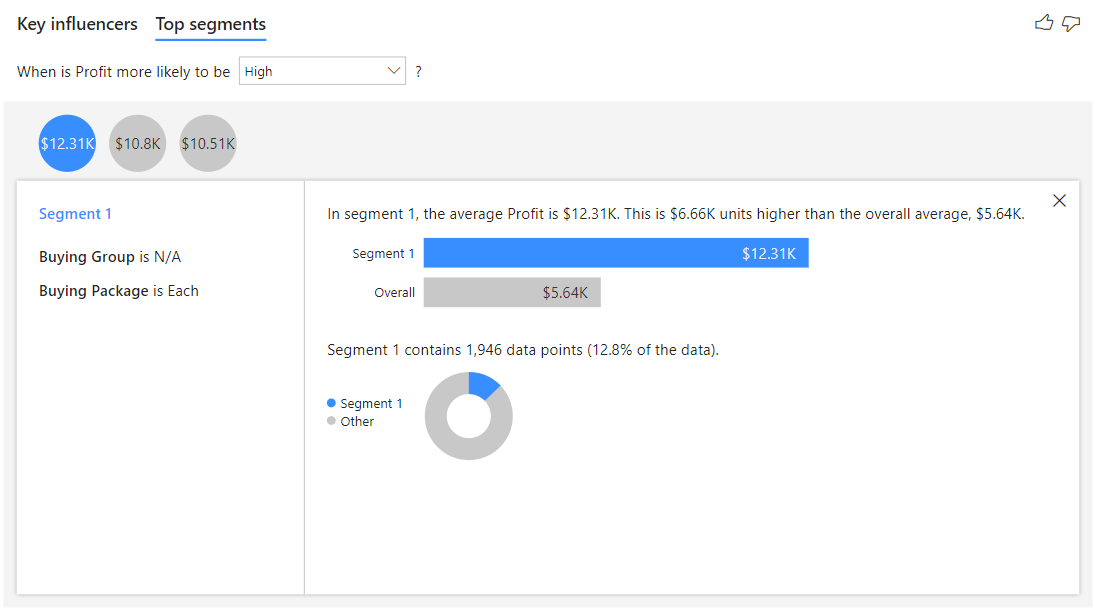 Key influencers Top segments
When is Profit more likely to be High ?
$12.31K $10.8K $10.51K
Segment 1
Buying Group is N/A
Buying Package is Each
In segment 1, the average Profit is $12.31K. This is $6.66K units higher than the overall average, $5.64K.
Segment 1 $12.31K
Overall $5.64K
Segment 1 contains 1,946 data points (12.8% of the data).
Segment 1
Other